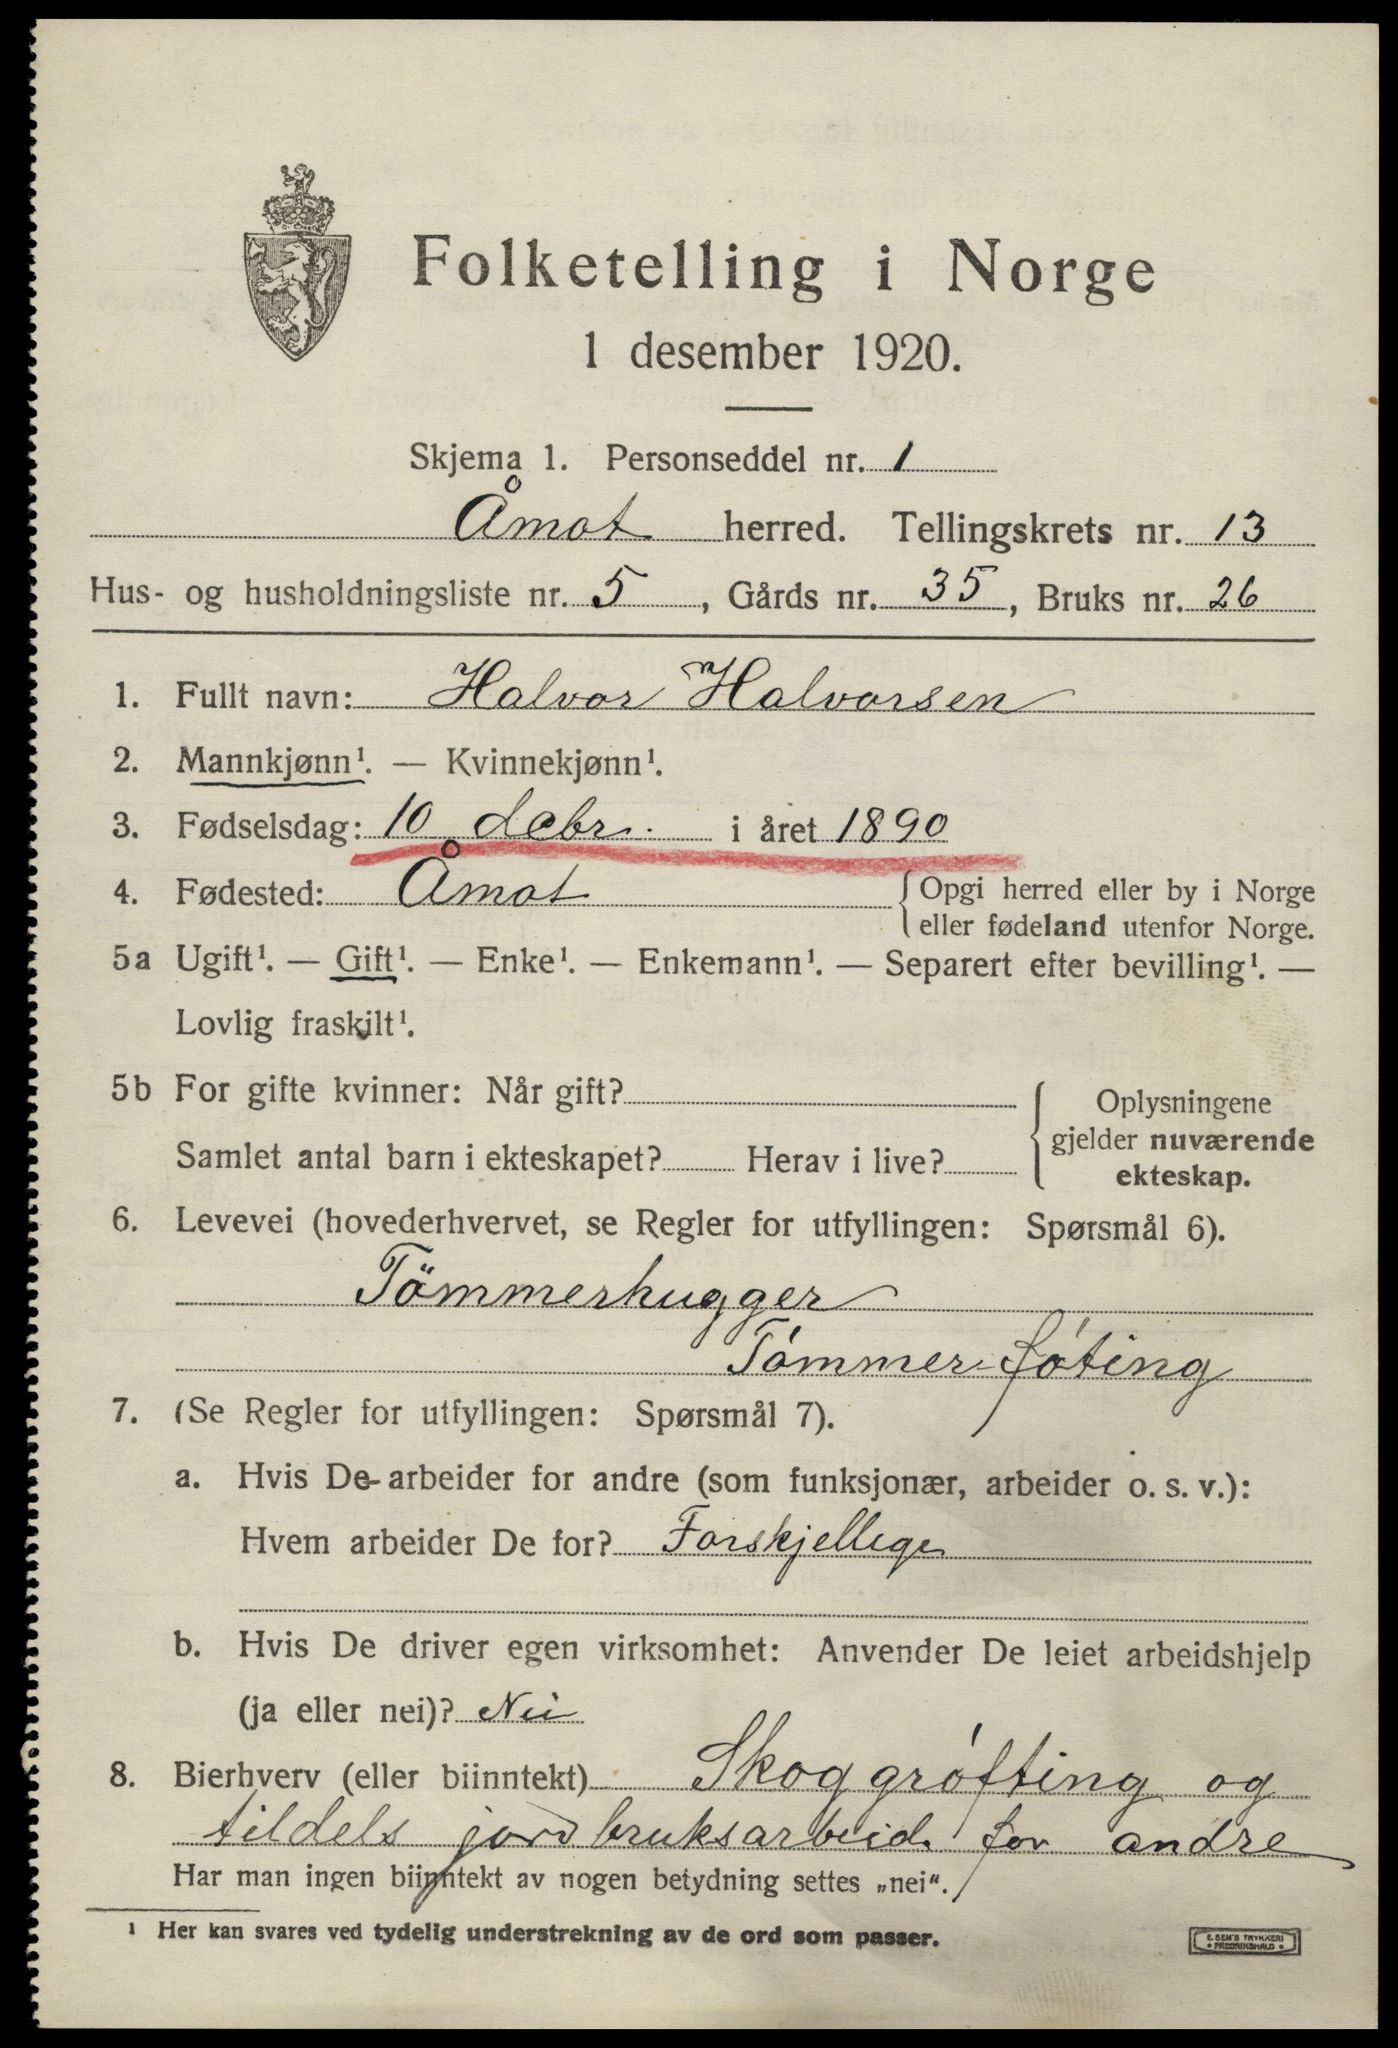 Folketelling i Norge
1 desember 1920.
Skjema 1. Personseddel nr. 1
Åmot herred. Tellingskrets nr. 13
Hus- og husholdningsliste nr. 5, Gårds nr. 35, Bruks nr. 26
1. Fullt navn: Halvor Halvorsen
2. Mannkjønn¹. — Kvinnekjønn¹.
3. Fødselsdag: 10 debr. i året 1890
4. Fødested: Åmot
{ Opgi herred eller by i Norge
eller fødeland utenfor Norge.
5a Ugift¹. — Gift¹. — Enke¹. — Enkemann¹. — Separert efter bevilling¹. —
Lovlig fraskilt¹.
5b For gifte kvinner: Når gift?
Samlet antal barn i ekteskapet? Herav i live?
{ Oplysningene
gjelder nuværende
ekteskap.
6. Levevei (hovederhvervet, se Regler for utfyllingen: Spørsmål 6).
Tömmerhugger
Tómmerfóting
7. (Se Regler for utfyllingen: Spørsmål 7).
a. Hvis De arbeider for andre (som funksjonær, arbeider o. s. v.):
Hvem arbeider De for? Forskjellige
b. Hvis De driver egen virksomhet: Anvender De leiet arbeidshjelp
(ja eller nei)? Nei
8. Bierhverv (eller biinntekt) Skoggrófting og
tildels jordbruksarbeid for andre
Har man ingen biinntekt av nogen betydning settes „nei“.
¹ Her kan svares ved tydelig understrekning av de ord som passer.
E. SEM'S TRYKKERI
• FREDRIKSHALD •